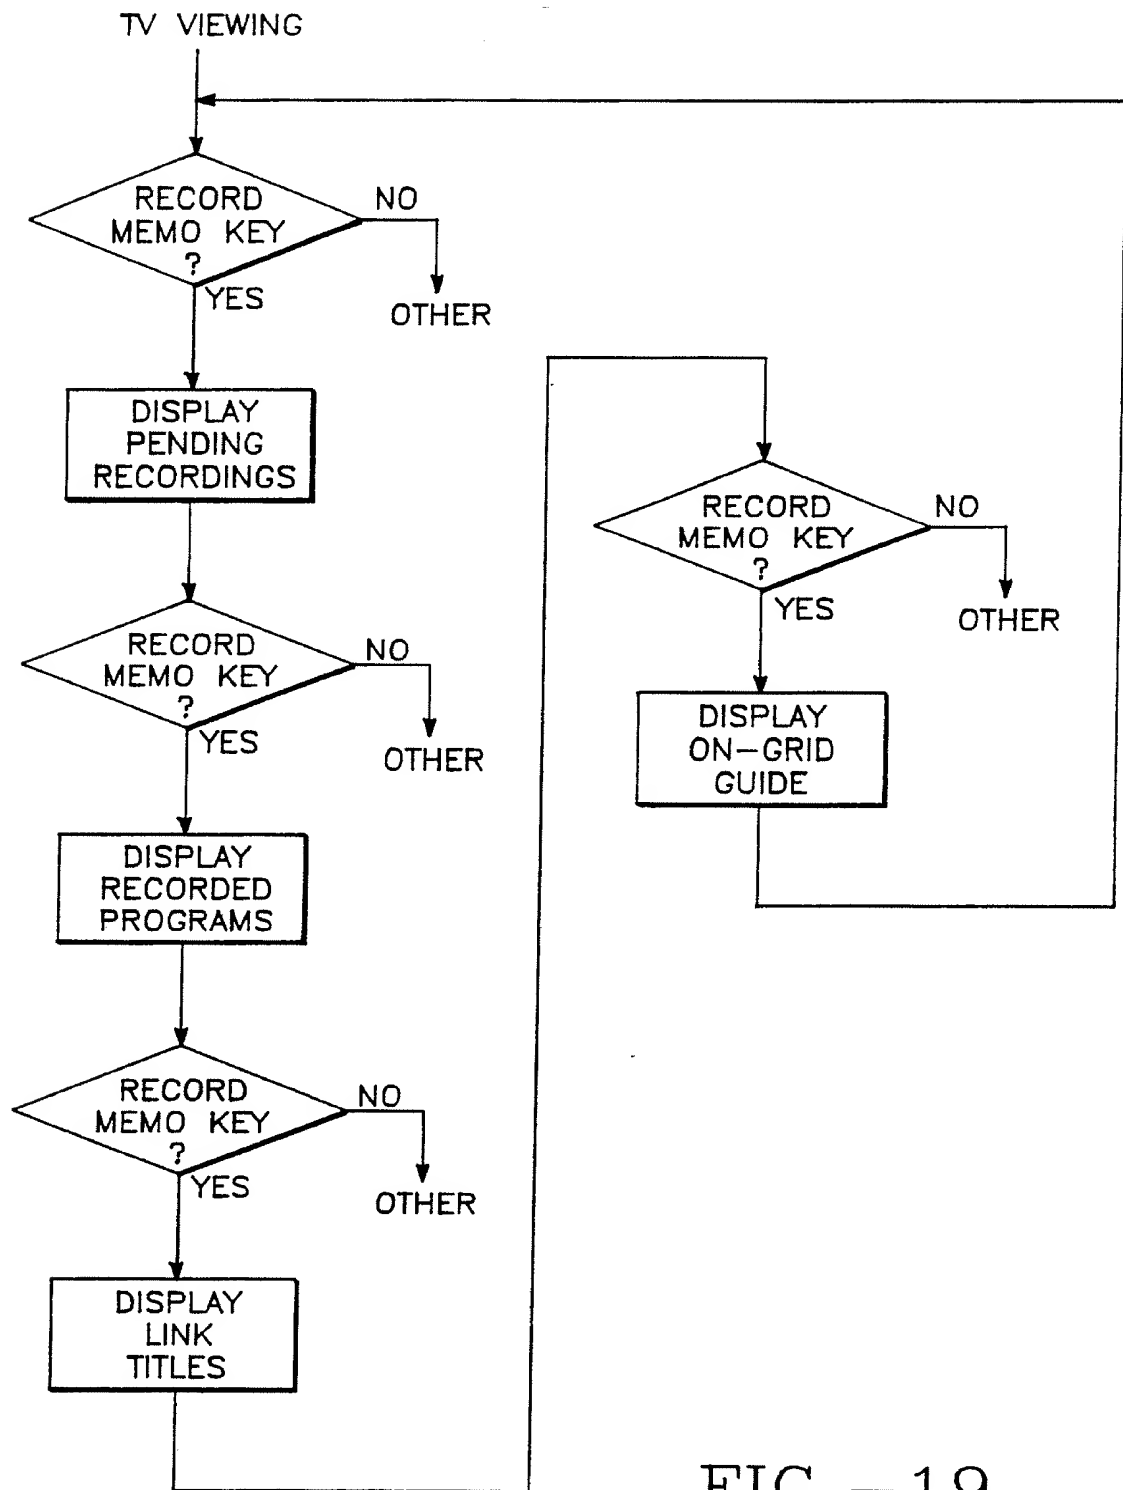 TV VIEWING
RECORD
MEMO KEY
?
NO
YES
OTHER
DISPLAY
PENDING
RECORDINGS
RECORD
MEMO KEY
?
NO
YES
OTHER
DISPLAY
RECORDED
PROGRAMS
RECORD
MEMO KEY
?
NO
YES
OTHER
DISPLAY
LINK
TITLES
RECORD
MEMO KEY
?
NO
YES
OTHER
DISPLAY
ON-GRID
GUIDE
FIG. -19